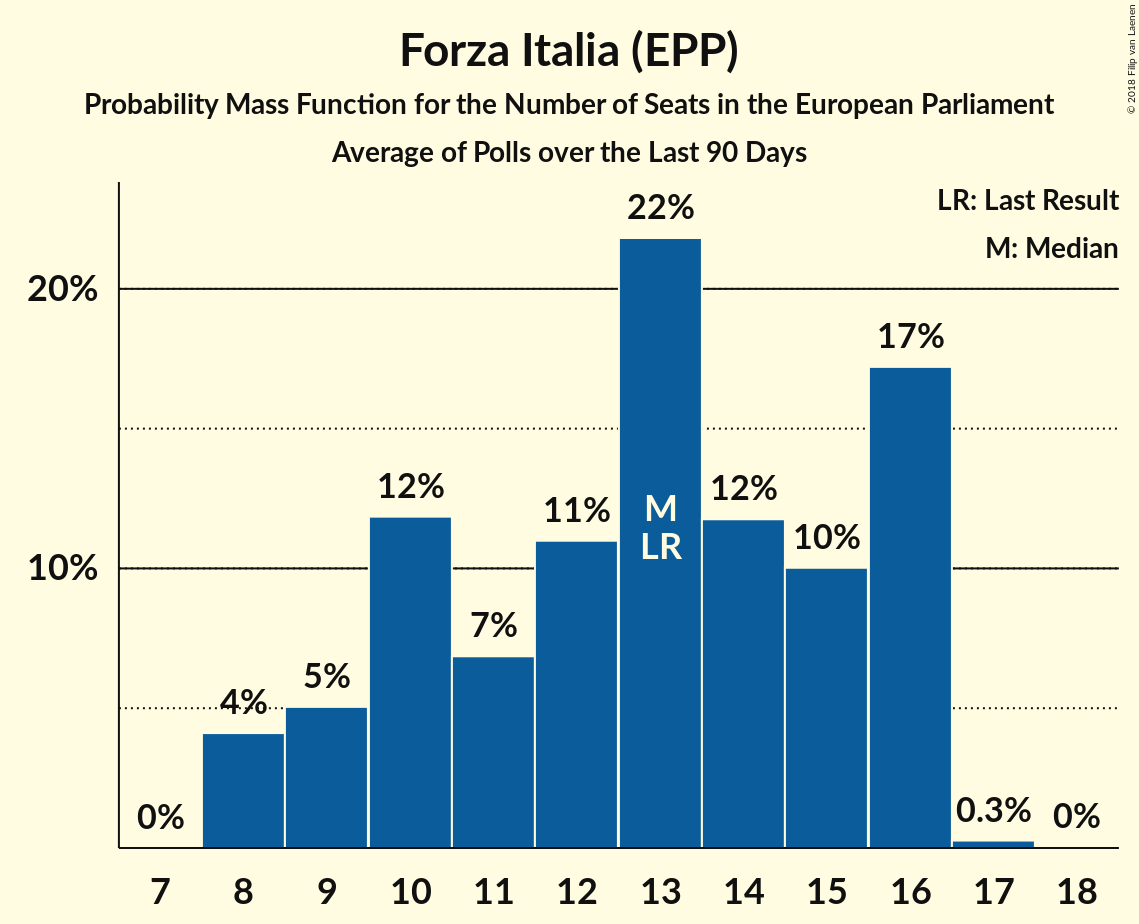 Forza Italia (EPP)
Probability Mass Function for the Number of Seats in the European Parliament
Average of Polls over the Last 90 Days
© 2018 Filip van Laenen
LR: Last Result
M: Median
20%
10%
0%
4%
5%
12%
7%
11%
22%
M
LR
12%
10%
17%
0.3%
0%
7 8 9 10 11 12 13 14 15 16 17 18